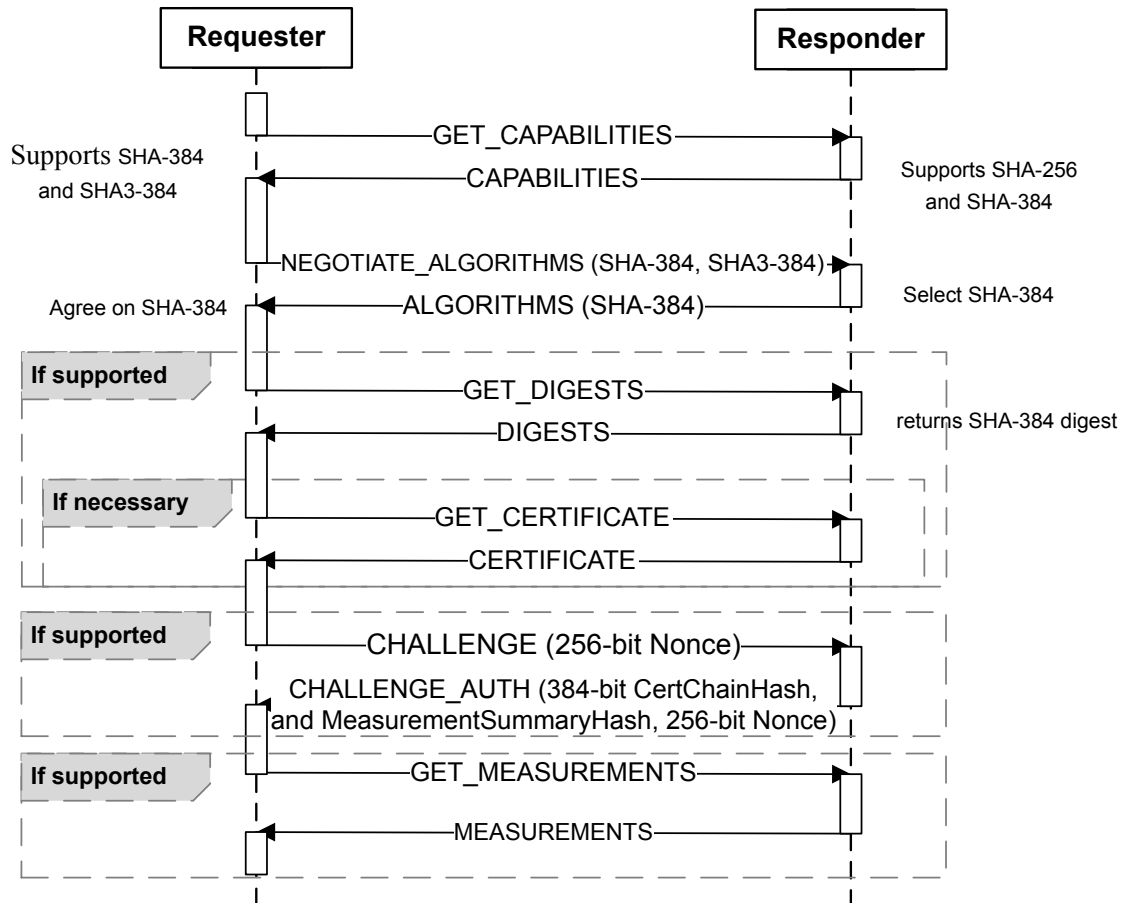 Requester
Responder
GET_CAPABILITIES
Supports SHA-384
and SHA3-384
CAPABILITIES
Supports SHA-256
and SHA-384
NEGOTIATE_ALGORITHMS (SHA-384, SHA3-384)
Agree on SHA-384
ALGORITHMS (SHA-384)
Select SHA-384
If supported
GET_DIGESTS
DIGESTS
returns SHA-384 digest
If necessary
GET_CERTIFICATE
CERTIFICATE
If supported
CHALLENGE (256-bit Nonce)
CHALLENGE_AUTH (384-bit CertChainHash,
and MeasurementSummaryHash, 256-bit Nonce)
If supported
GET_MEASUREMENTS
MEASUREMENTS